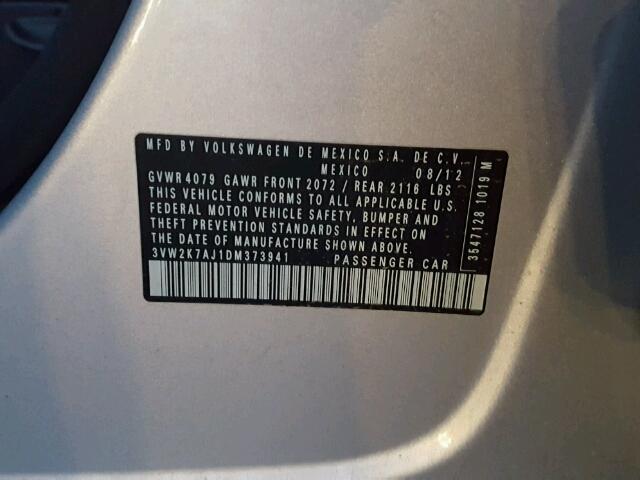 MFD BY VOLKSWAGEN DE MEXICO S.A. DE C.V.
MEXICO 08/12
GVWR 4079 GAWR FRONT 2072 / REAR 2116 LBS
THIS VEHICLE CONFORMS TO ALL APPLICABLE U.S.
FEDERAL MOTOR VEHICLE SAFETY, BUMPER AND
THEFT PREVENTION STANDARDS IN EFFECT ON
THE DATE OF MANUFACTURE SHOWN ABOVE.
3VW2K7AJ1DM373941 PASSENGER CAR
3547128 1019 M